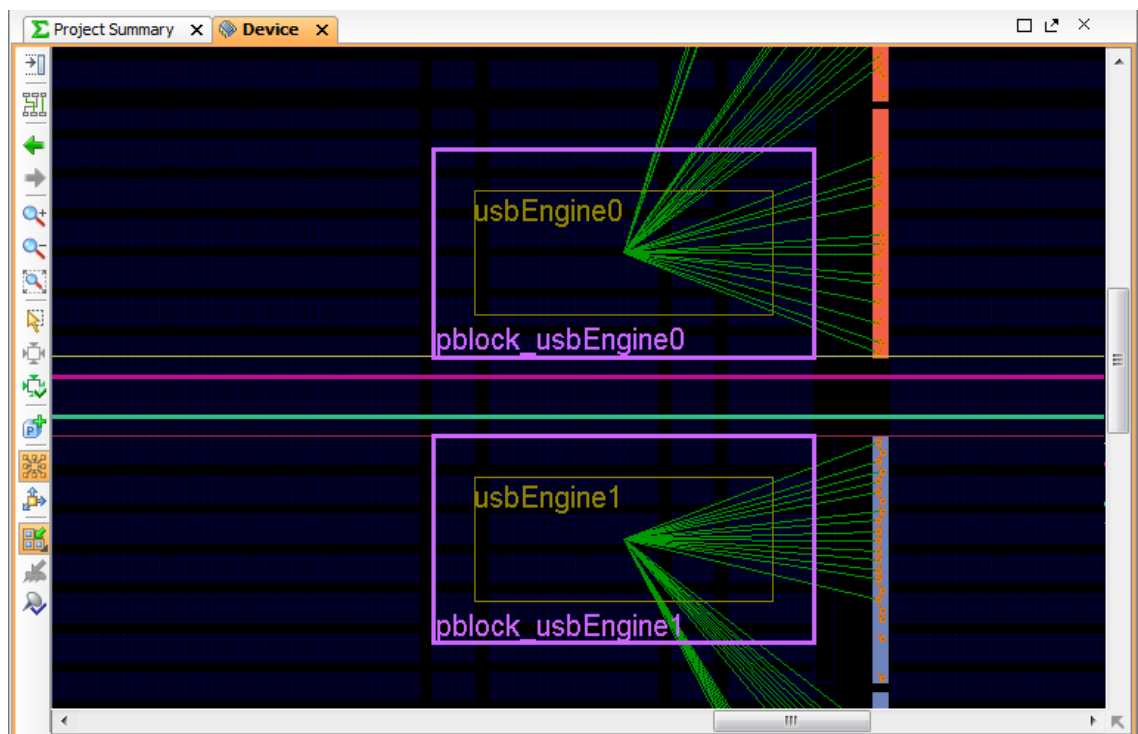 Project Summary
Device
usbEngine0
pblock_usbEngine0
usbEngine1
pblock_usbEngine1